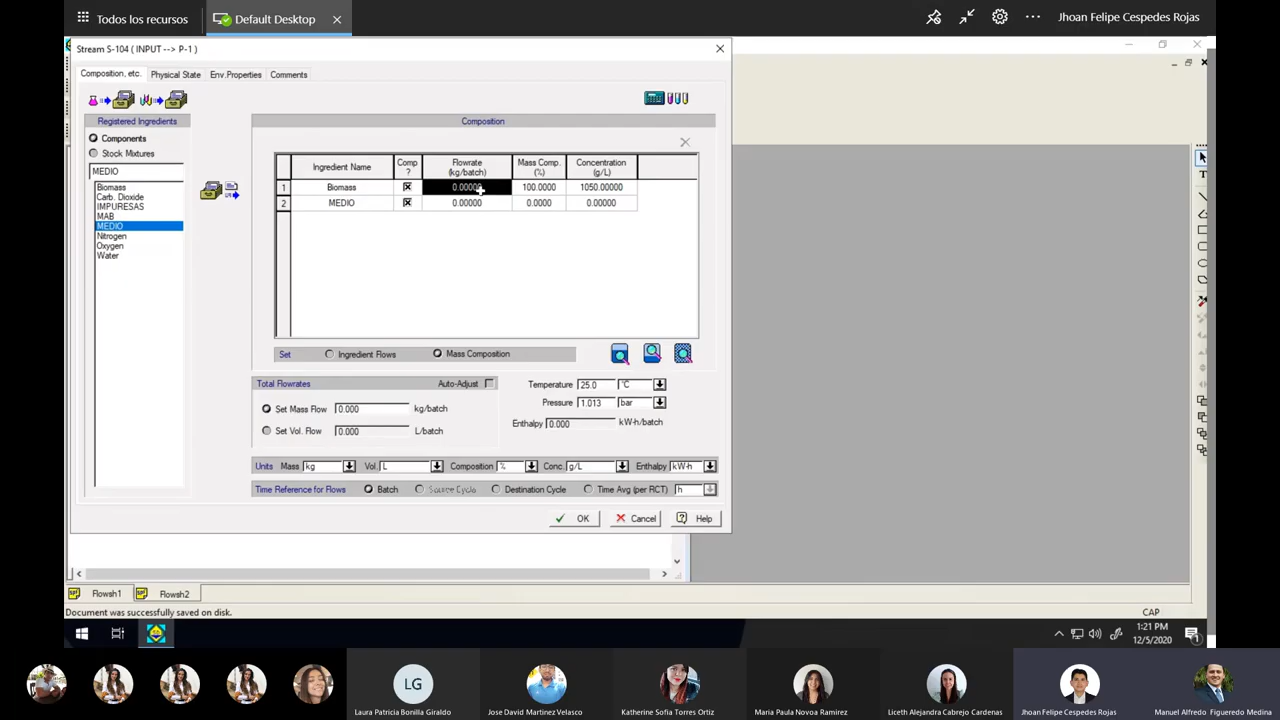 Todos los recursos
Default Desktop
Jhoan Felipe Cespedes Rojas
Stream S-104 ( INPUT --> P-1 )
Composition, etc.
Physical State
Env.Properties
Comments
Registered Ingredients
Composition
Components
Stock Mixtures
MEDIO
Biomass
Carb. Dioxide
IMPURESAS
MAB
MEDIO
Nitrogen
Oxygen
Water
Ingredient Name
Comp ?
Flowrate (kg/batch)
Mass Comp. (%)
Concentration (g/L)
1 Biomass 0.00000 100.0000 1050.00000
2 MEDIO 0.00000 0.0000 0.00000
Set Ingredient Flows Mass Composition
Total Flowrates Auto-Adjust
Set Mass Flow 0.000 kg/batch
Set Vol. Flow 0.000 L/batch
Temperature 25.0 °C
Pressure 1.013 bar
Enthalpy 0.000 kW-h/batch
Units Mass kg Vol. L Composition % Conc. g/L Enthalpy kW-h
Time Reference for Flows Batch Source Cycle Destination Cycle Time Avg (per RCT) h
OK
Cancel
Help
Flowsh1
Flowsh2
Document was successfully saved on disk.
CAP
1:21 PM
12/5/2020
LG
Laura Patricia Bonilla Giraldo
Jose David Martinez Velasco
Katherine Sofia Torres Ortiz
Maria Paula Novoa Ramirez
Liceth Alejandra Cabrejo Cardenas
Jhoan Felipe Cespedes Rojas
Manuel Alfredo Figueredo Medina